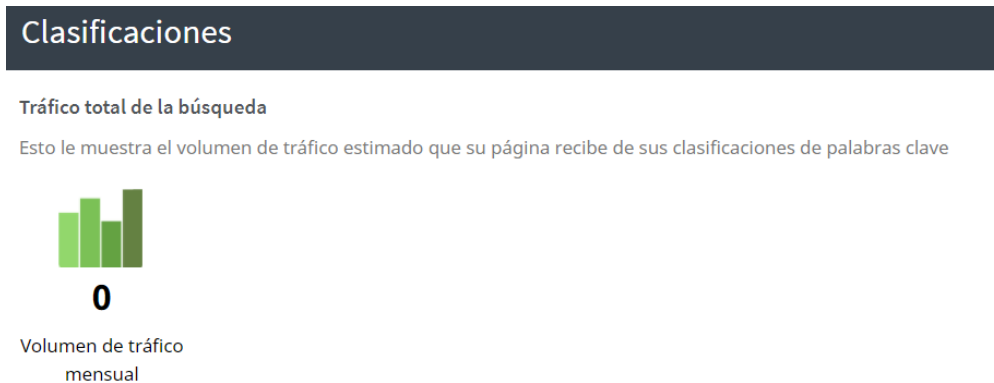 Clasificaciones
Tráfico total de la búsqueda
Esto le muestra el volumen de tráfico estimado que su página recibe de sus clasificaciones de palabras clave
0
Volumen de tráfico
mensual